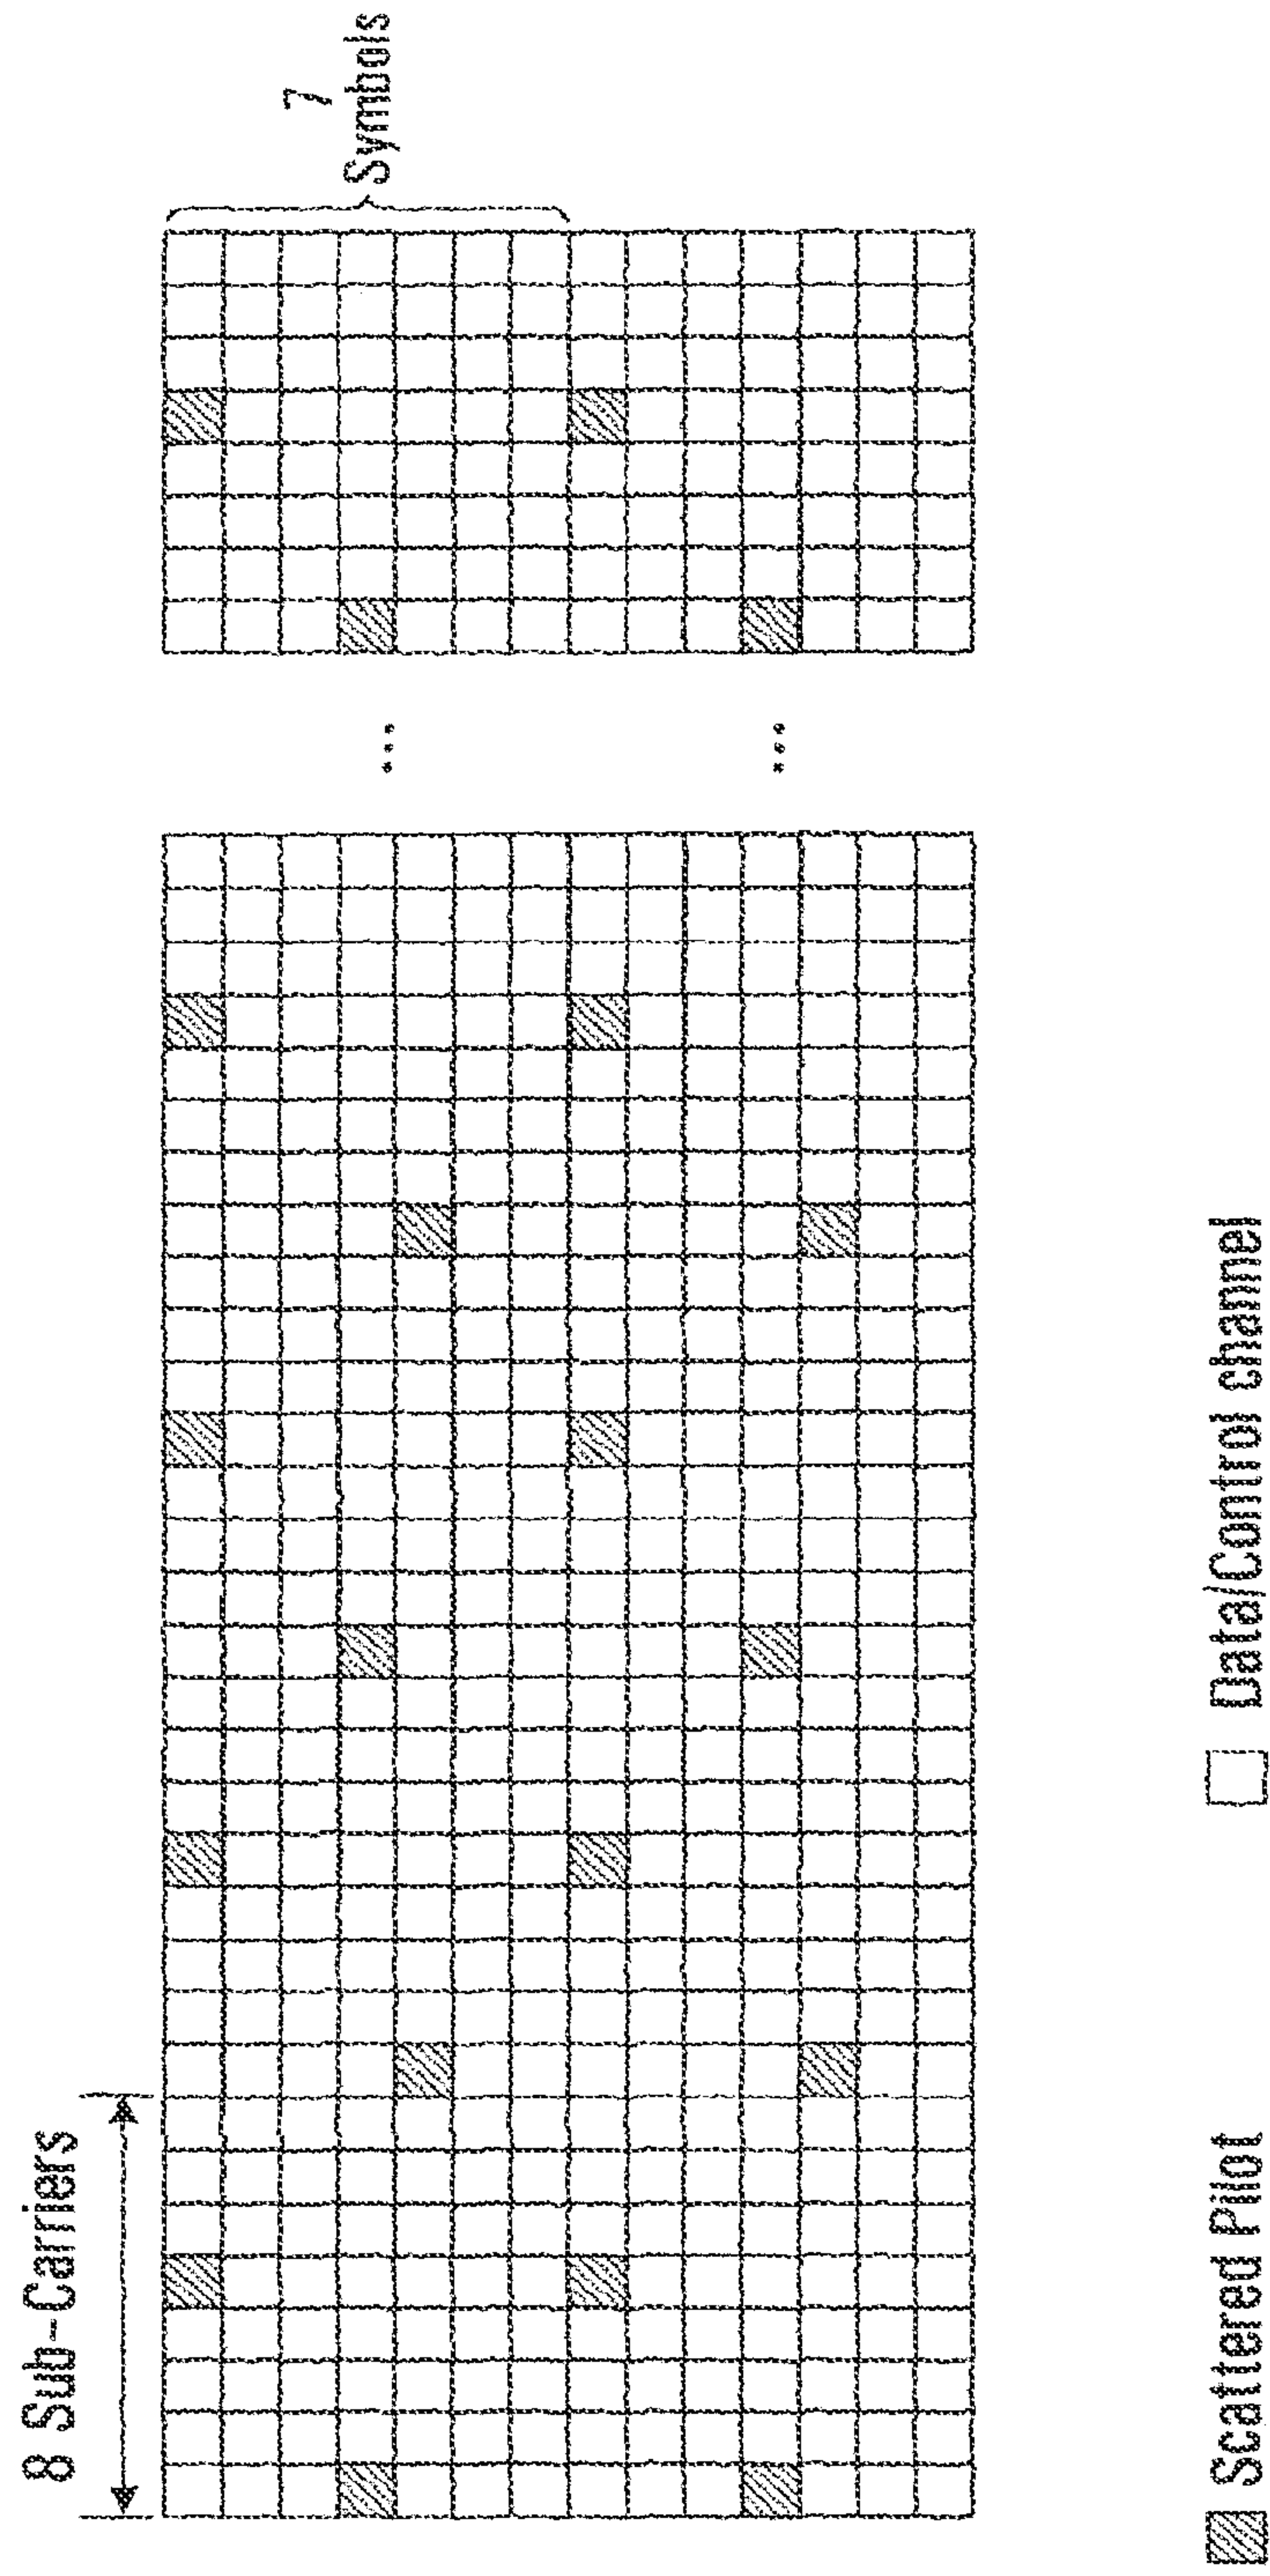 8 Sub-Carriers
7
Symbols
...
...
Scattered Pilot
Data/Control channel